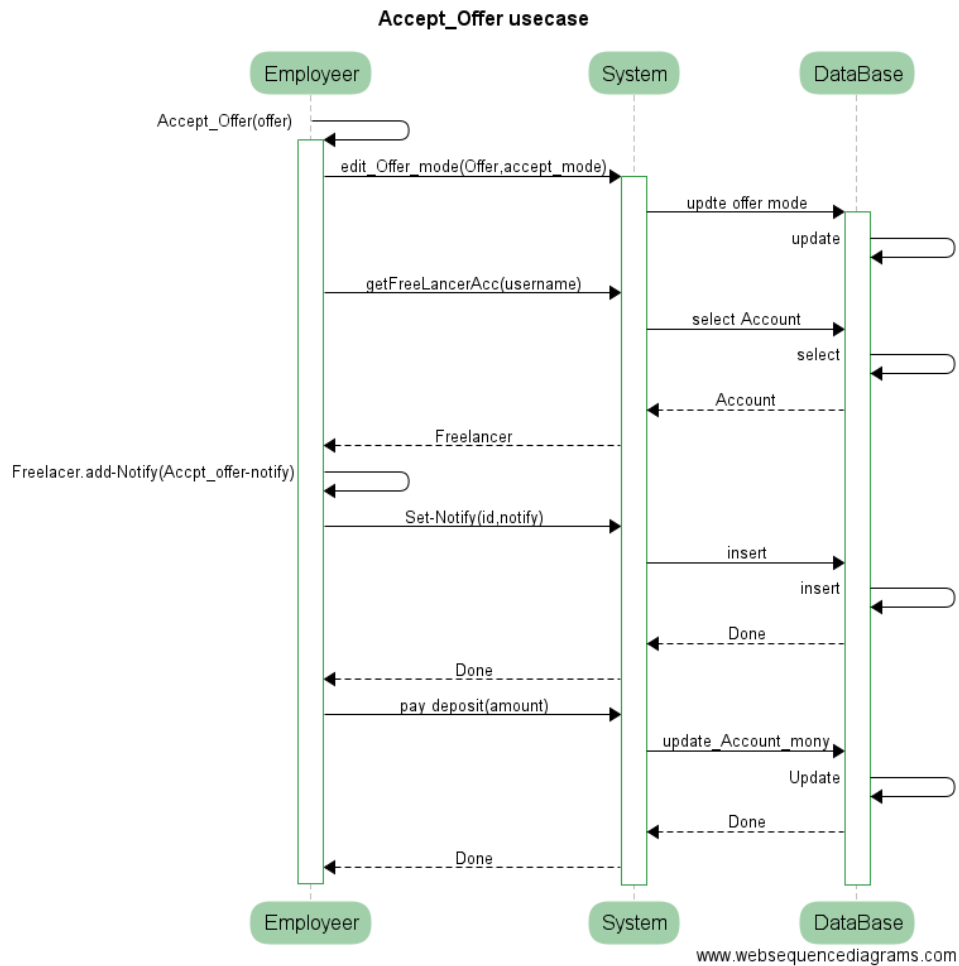 Accept_Offer usecase
Employeer
System
DataBase
Accept_Offer(offer)
edit_Offer_mode(Offer,accept_mode)
updte offer mode
update
getFreeLancerAcc(username)
select Account
select
Account
Freelancer
Freelacer.add-Notify(Accpt_offer-notify)
Set-Notify(id,notify)
insert
insert
Done
Done
pay deposit(amount)
update_Account_mony
Update
Done
Done
Employeer
System
DataBase
www.websequencediagrams.com